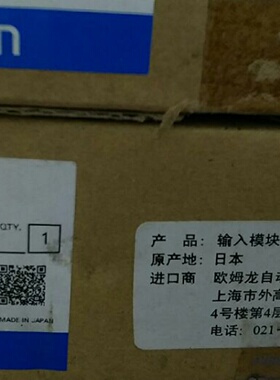 QTY.
1
MADE IN JAPAN
产 品: 输入模块
原产地: 日本
进口商 欧姆龙自动
上海市外高
4号楼第4层
电话: 021-